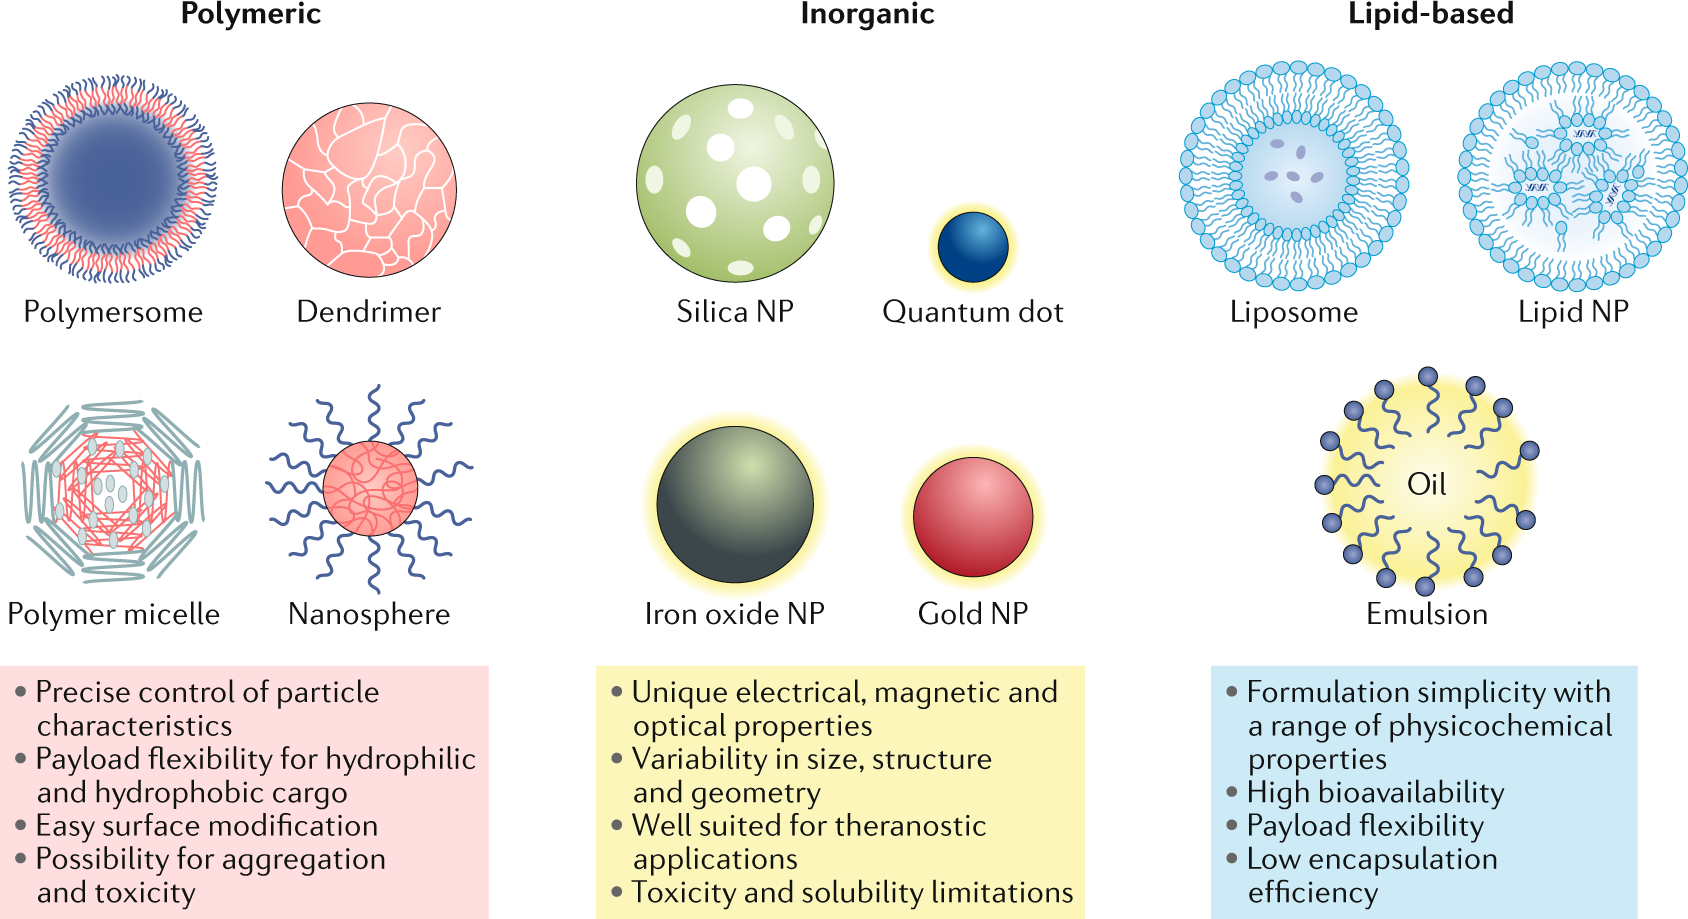 Polymeric
Inorganic
Lipid-based
Polymersome
Dendrimer
Silica NP
Quantum dot
Liposome
Lipid NP
Oil
Polymer micelle
Nanosphere
Iron oxide NP
Gold NP
Emulsion
• Precise control of particle
characteristics
• Payload flexibility for hydrophilic
and hydrophobic cargo
• Easy surface modification
• Possibility for aggregation
and toxicity
• Unique electrical, magnetic and
optical properties
• Variability in size, structure
and geometry
• Well suited for theranostic
applications
• Toxicity and solubility limitations
• Formulation simplicity with
a range of physicochemical
properties
• High bioavailability
• Payload flexibility
• Low encapsulation
efficiency